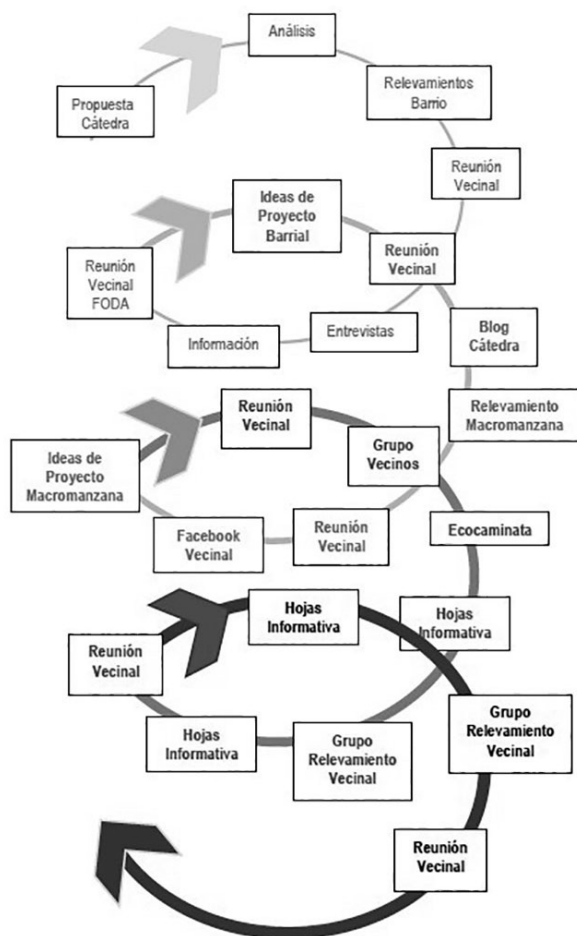 Análisis
Propuesta
Cátedra
Relevamientos
Barrio
Reunión
Vecinal
Ideas de
Proyecto
Barrial
Reunión
Vecinal
Reunión
Vecinal
FODA
Información
Entrevistas
Blog
Cátedra
Relevamiento
Macromanzana
Reunión
Vecinal
Grupo
Vecinos
Ideas de
Proyecto
Macromanzana
Facebook
Vecinal
Reunión
Vecinal
Ecocaminata
Hojas
Informativa
Hojas
Informativa
Reunión
Vecinal
Hojas
Informativa
Grupo
Relevamiento
Vecinal
Grupo
Relevamiento
Vecinal
Reunión
Vecinal